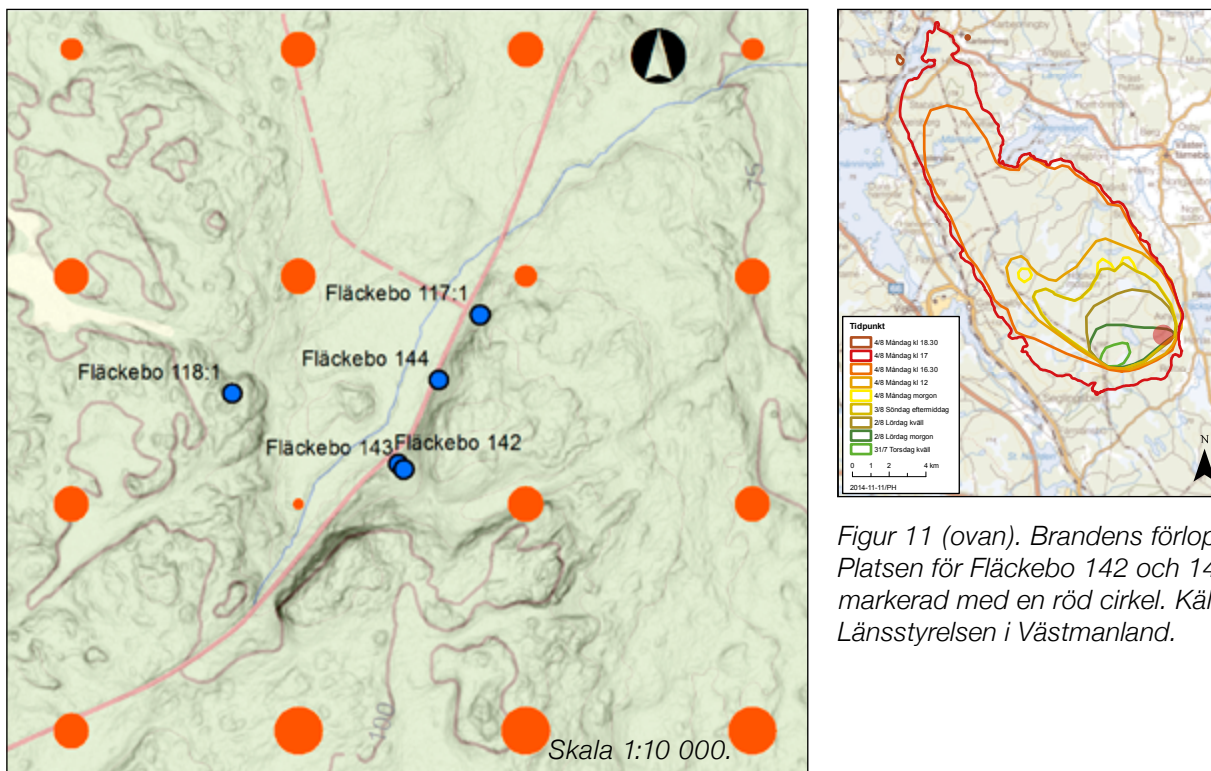 Fläckebo 117:1
Fläckebo 144
Fläckebo 118:1
Fläckebo 143
Fläckebo 142
75
100
Skala 1:10 000.
Karbenningby
Tidpunkt
4/8 Måndag kl 18.30
4/8 Måndag kl 17
4/8 Måndag kl 16.30
4/8 Måndag kl 12
4/8 Måndag morgon
3/8 Söndag eftermiddag
2/8 Lördag kväll
2/8 Lördag morgon
31/7 Torsdag kväll
0 1 2 4 km
2014-11-11/PH
N
Figur 11 (ovan). Brandens förlop
Platsen för Fläckebo 142 och 14
markerad med en röd cirkel. Käl
Länsstyrelsen i Västmanland.